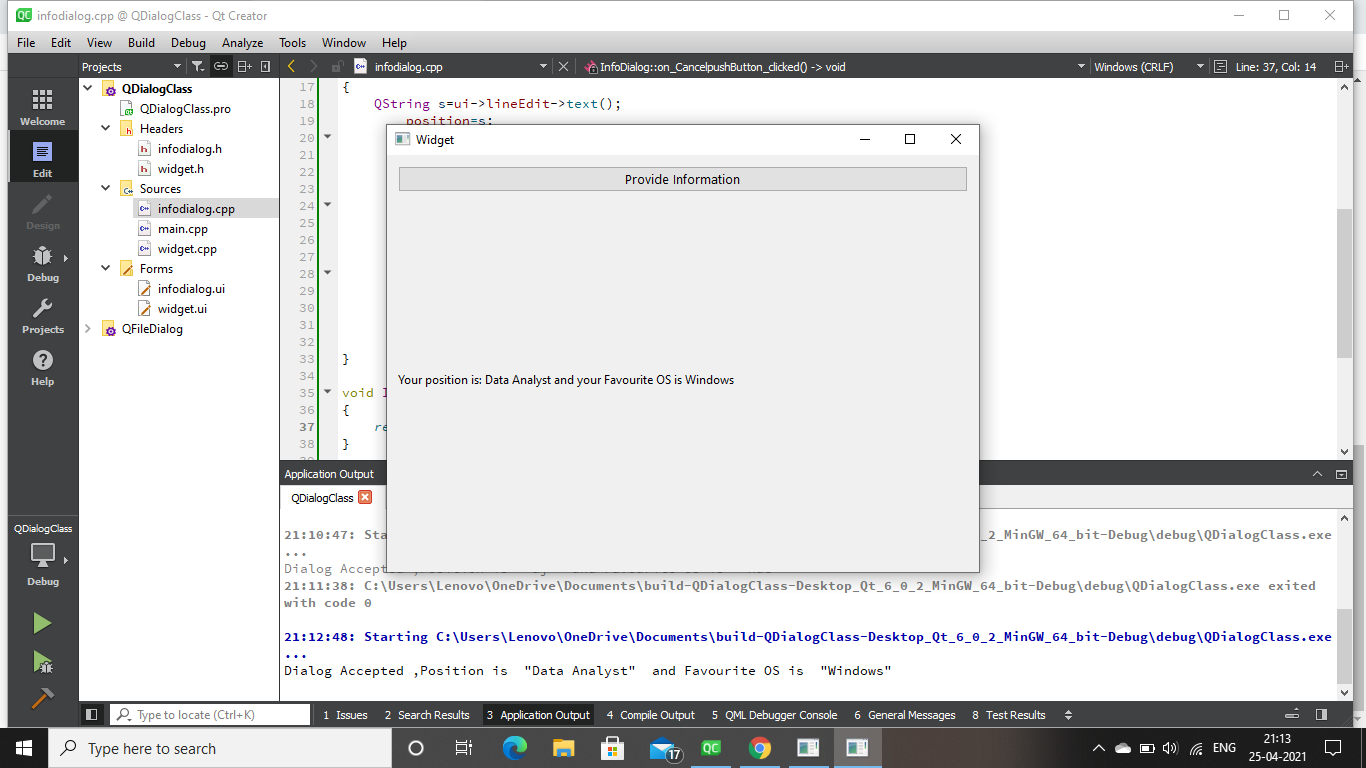 infodialog.cpp @ QDialogClass - Qt Creator
File Edit View Build Debug Analyze Tools Window Help
Projects
infodialog.cpp
InfoDialog::on_CancelpushButton_clicked() -> void
Windows (CRLF)
Line: 37, Col: 14
Welcome
Edit
Design
Debug
Projects
Help
QDialogClass
Debug
QDialogClass
QDialogClass.pro
Headers
infodialog.h
widget.h
Sources
infodialog.cpp
main.cpp
widget.cpp
Forms
infodialog.ui
widget.ui
QFileDialog
17 {
18 QString s=ui->lineEdit->text();
19 position=s;
20
21
22
23
24
25
26
27
28
29
30
31
32
33 }
34
35 void
36 {
37 re
38 }
Widget
Provide Information
Your position is: Data Analyst and your Favourite OS is Windows
Application Output
QDialogClass
21:10:47: Sta _2_MinGW_64_bit-Debug\debug\QDialogClass.exe
...
Dialog Accept
21:11:38: C:\Users\Lenovo\OneDrive\Documents\build-QDialogClass-Desktop_Qt_6_0_2_MinGW_64_bit-Debug\debug\QDialogClass.exe exited
with code 0
21:12:48: Starting C:\Users\Lenovo\OneDrive\Documents\build-QDialogClass-Desktop_Qt_6_0_2_MinGW_64_bit-Debug\debug\QDialogClass.exe
...
Dialog Accepted ,Position is "Data Analyst" and Favourite OS is "Windows"
Type to locate (Ctrl+K)
1 Issues 2 Search Results 3 Application Output 4 Compile Output 5 QML Debugger Console 6 General Messages 8 Test Results
Type here to search
17
ENG
21:13
25-04-2021